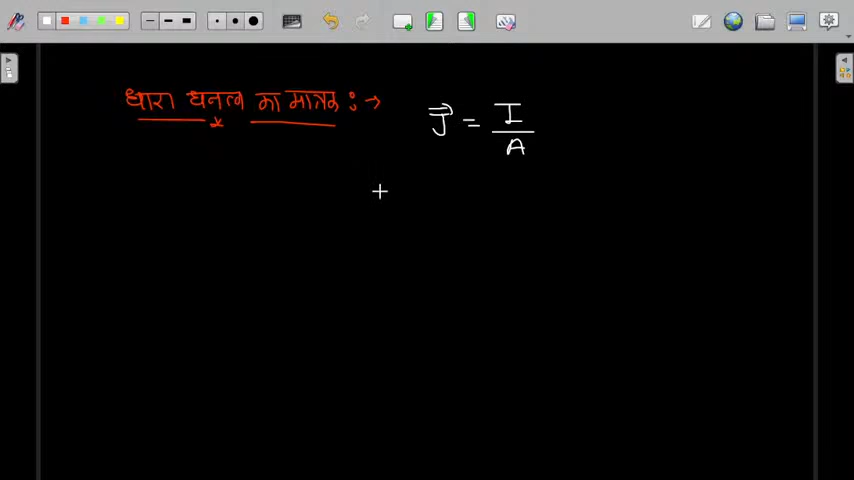 धारा घनत्व का मात्रक :→
J⃗ = I / A